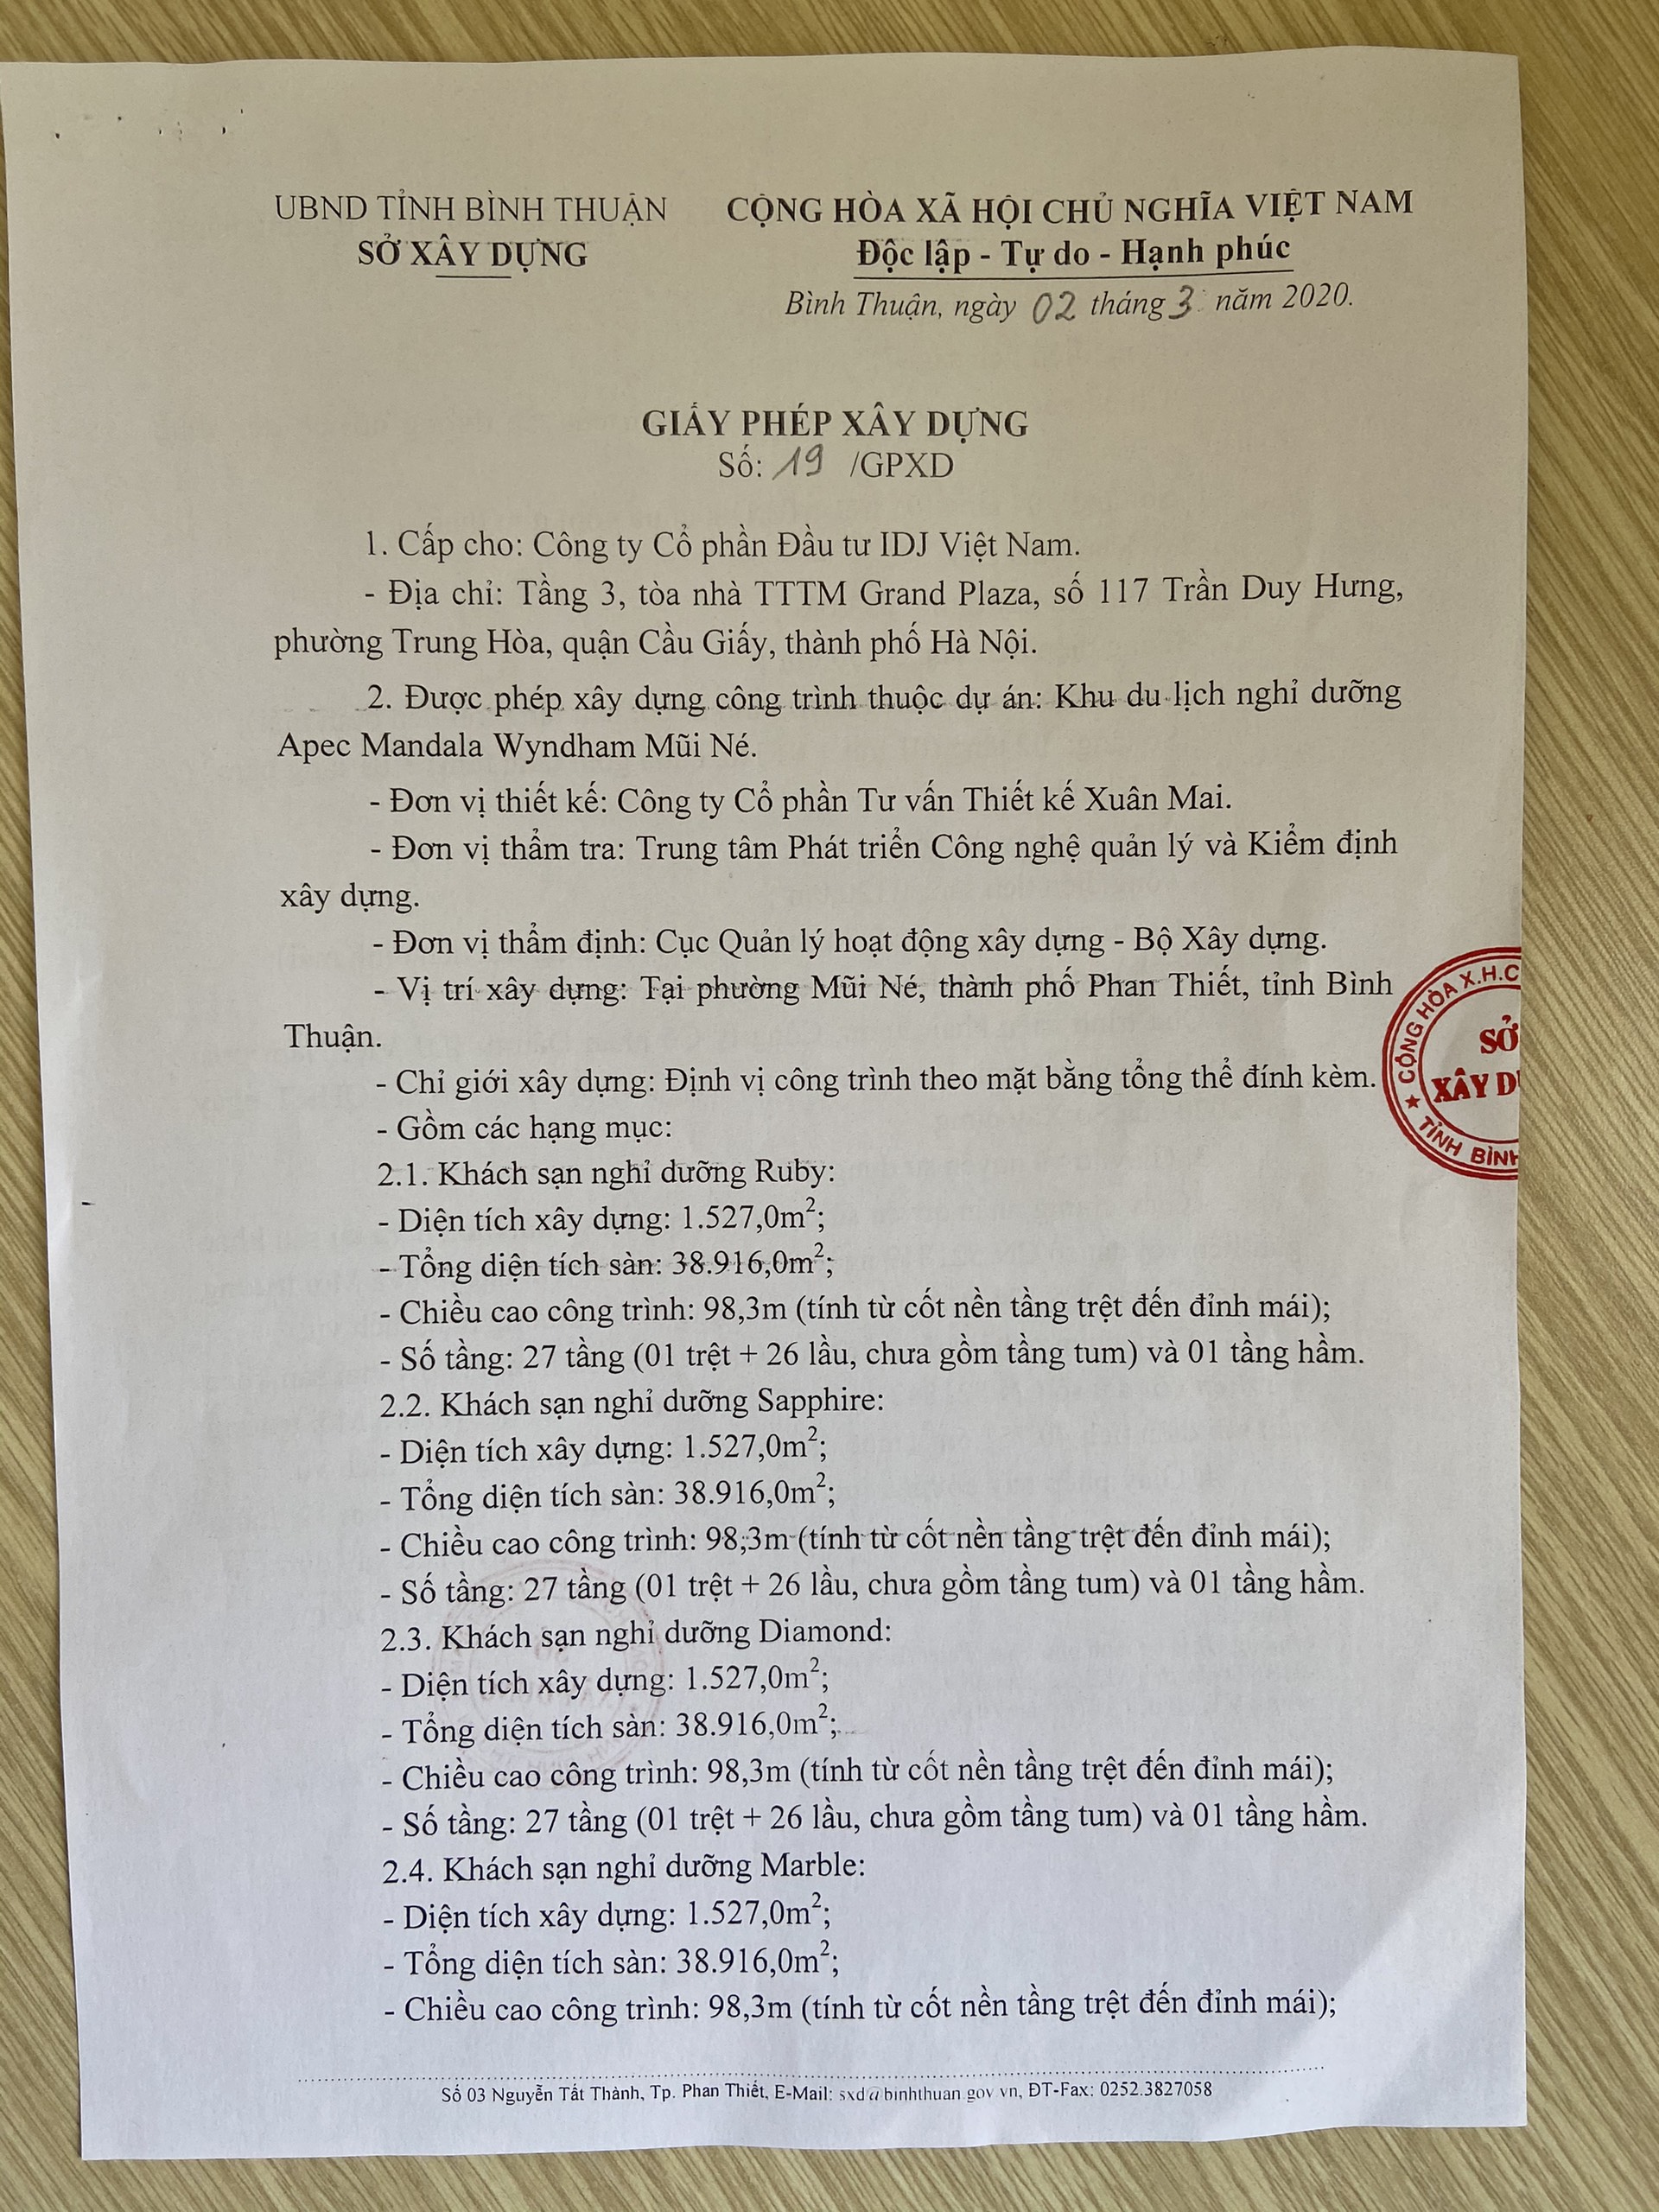 UBND TỈNH BÌNH THUẬN
SỞ XÂY DỰNG
CỘNG HÒA XÃ HỘI CHỦ NGHĨA VIỆT NAM
Độc lập - Tự do - Hạnh phúc
Bình Thuận, ngày 02 tháng 3 năm 2020.
GIẤY PHÉP XÂY DỰNG
Số: 19 /GPXD
1. Cấp cho: Công ty Cổ phần Đầu tư IDJ Việt Nam.
- Địa chỉ: Tầng 3, tòa nhà TTTM Grand Plaza, số 117 Trần Duy Hưng,
phường Trung Hòa, quận Cầu Giấy, thành phố Hà Nội.
2. Được phép xây dựng công trình thuộc dự án: Khu du lịch nghỉ dưỡng
Apec Mandala Wyndham Mũi Né.
- Đơn vị thiết kế: Công ty Cổ phần Tư vấn Thiết kế Xuân Mai.
- Đơn vị thẩm tra: Trung tâm Phát triển Công nghệ quản lý và Kiểm định
xây dựng.
- Đơn vị thẩm định: Cục Quản lý hoạt động xây dựng - Bộ Xây dựng.
- Vị trí xây dựng: Tại phường Mũi Né, thành phố Phan Thiết, tỉnh Bình
Thuận.
- Chỉ giới xây dựng: Định vị công trình theo mặt bằng tổng thể đính kèm.
- Gồm các hạng mục:
2.1. Khách sạn nghỉ dưỡng Ruby:
- Diện tích xây dựng: 1.527,0m²;
- Tổng diện tích sàn: 38.916,0m²;
- Chiều cao công trình: 98,3m (tính từ cốt nền tầng trệt đến đỉnh mái);
- Số tầng: 27 tầng (01 trệt + 26 lầu, chưa gồm tầng tum) và 01 tầng hầm.
2.2. Khách sạn nghỉ dưỡng Sapphire:
- Diện tích xây dựng: 1.527,0m²;
- Tổng diện tích sàn: 38.916,0m²;
- Chiều cao công trình: 98,3m (tính từ cốt nền tầng trệt đến đỉnh mái);
- Số tầng: 27 tầng (01 trệt + 26 lầu, chưa gồm tầng tum) và 01 tầng hầm.
2.3. Khách sạn nghỉ dưỡng Diamond:
- Diện tích xây dựng: 1.527,0m²;
- Tổng diện tích sàn: 38.916,0m²;
- Chiều cao công trình: 98,3m (tính từ cốt nền tầng trệt đến đỉnh mái);
- Số tầng: 27 tầng (01 trệt + 26 lầu, chưa gồm tầng tum) và 01 tầng hầm.
2.4. Khách sạn nghỉ dưỡng Marble:
- Diện tích xây dựng: 1.527,0m²;
- Tổng diện tích sàn: 38.916,0m²;
- Chiều cao công trình: 98,3m (tính từ cốt nền tầng trệt đến đỉnh mái);
Số 03 Nguyễn Tất Thành, Tp. Phan Thiết, E-Mail: sxd@binhthuan.gov.vn, ĐT-Fax: 0252.3827058
CỘNG HÒA X.H.C
SỞ
XÂY D
★ TỈNH BÌNH